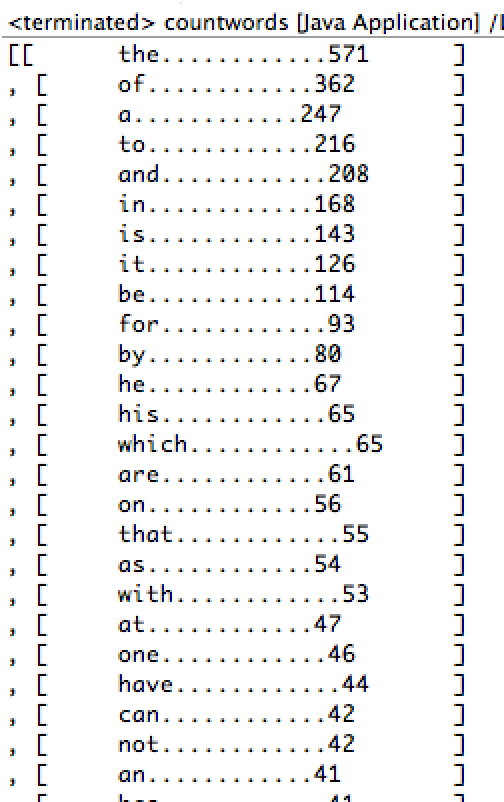 <terminated> countwords [Java Application] /
[[ the............571 ]
, [ of............362 ]
, [ a............247 ]
, [ to............216 ]
, [ and............208 ]
, [ in............168 ]
, [ is............143 ]
, [ it............126 ]
, [ be............114 ]
, [ for............93 ]
, [ by............80 ]
, [ he............67 ]
, [ his............65 ]
, [ which............65 ]
, [ are............61 ]
, [ on............56 ]
, [ that............55 ]
, [ as............54 ]
, [ with............53 ]
, [ at............47 ]
, [ one............46 ]
, [ have............44 ]
, [ can............42 ]
, [ not............42 ]
, [ an............41 ]